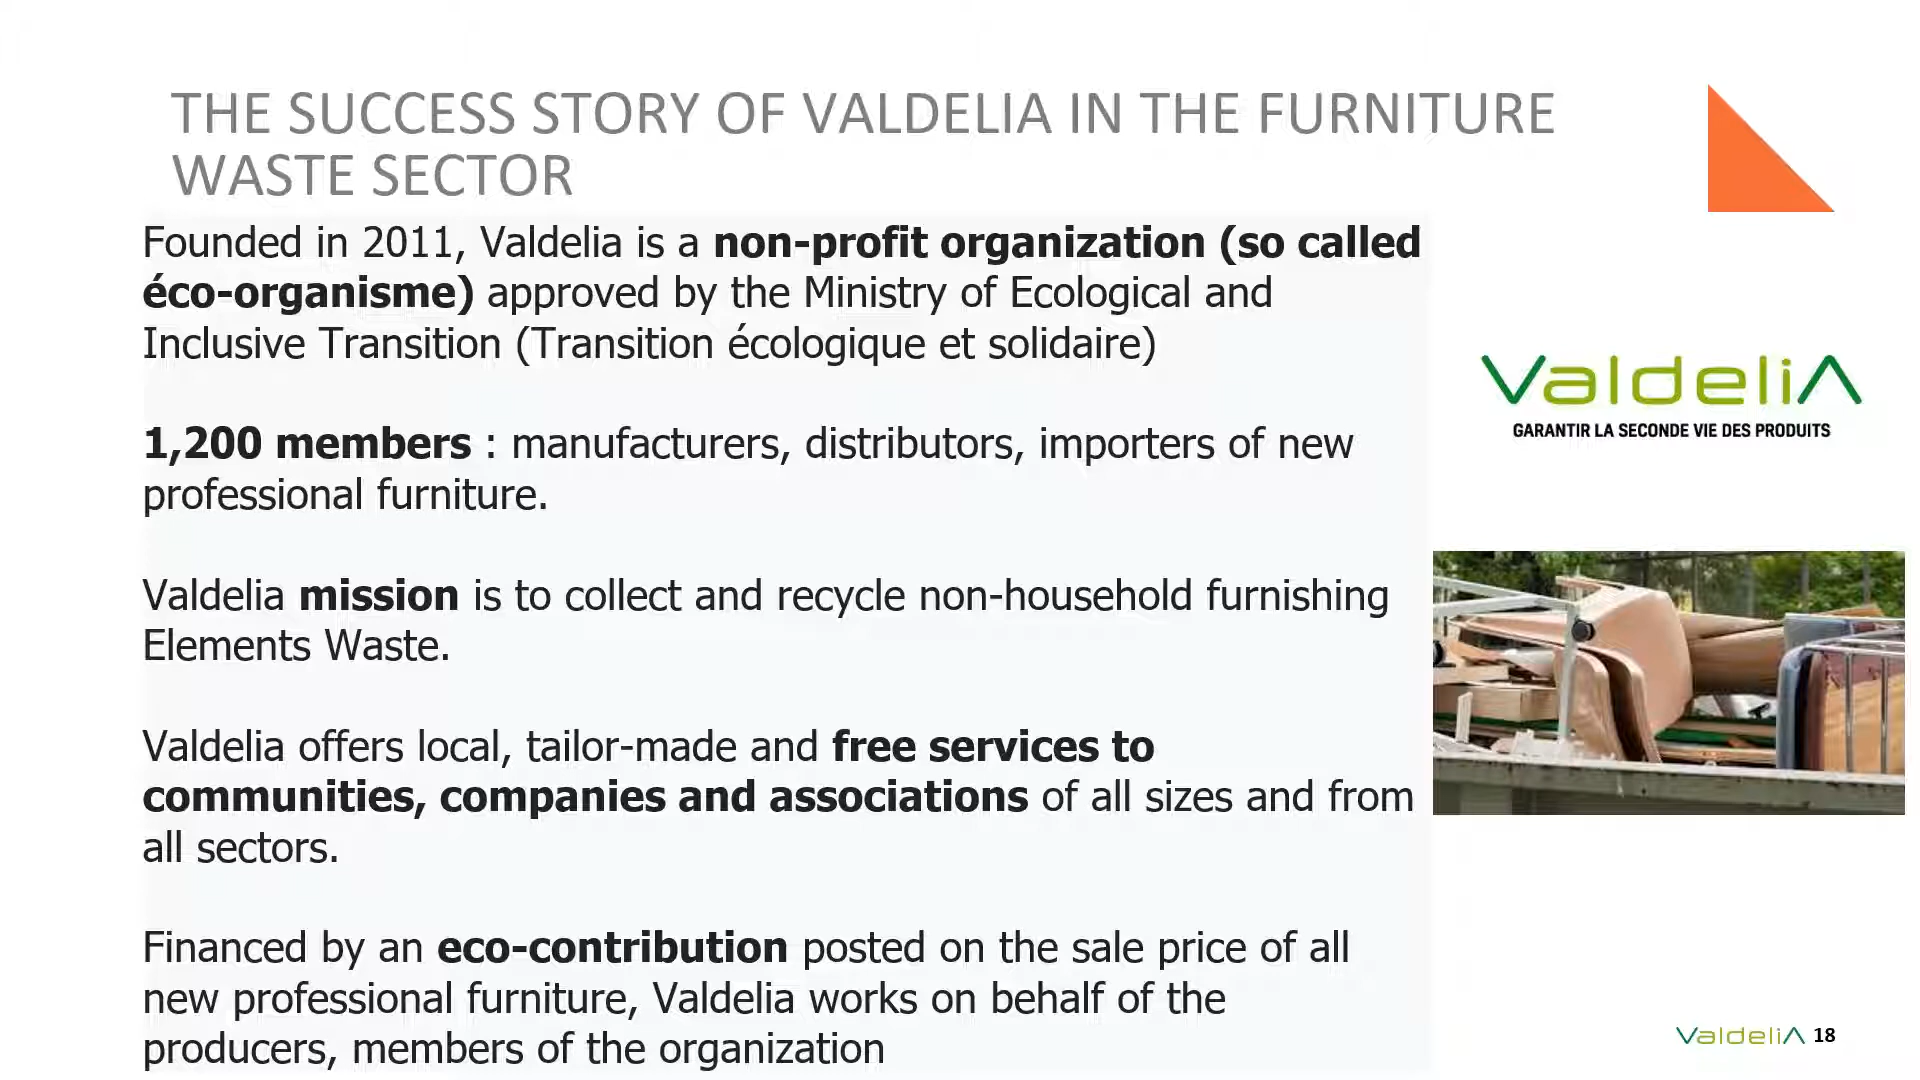 THE SUCCESS STORY OF VALDELIA IN THE FURNITURE
WASTE SECTOR
Founded in 2011, Valdelia is a non-profit organization (so called
éco-organisme) approved by the Ministry of Ecological and
Inclusive Transition (Transition écologique et solidaire)
1,200 members : manufacturers, distributors, importers of new
professional furniture.
Valdelia mission is to collect and recycle non-household furnishing
Elements Waste.
Valdelia offers local, tailor-made and free services to
communities, companies and associations of all sizes and from
all sectors.
Financed by an eco-contribution posted on the sale price of all
new professional furniture, Valdelia works on behalf of the
producers, members of the organization
ValdeliA
GARANTIR LA SECONDE VIE DES PRODUITS
ValdeliA 18